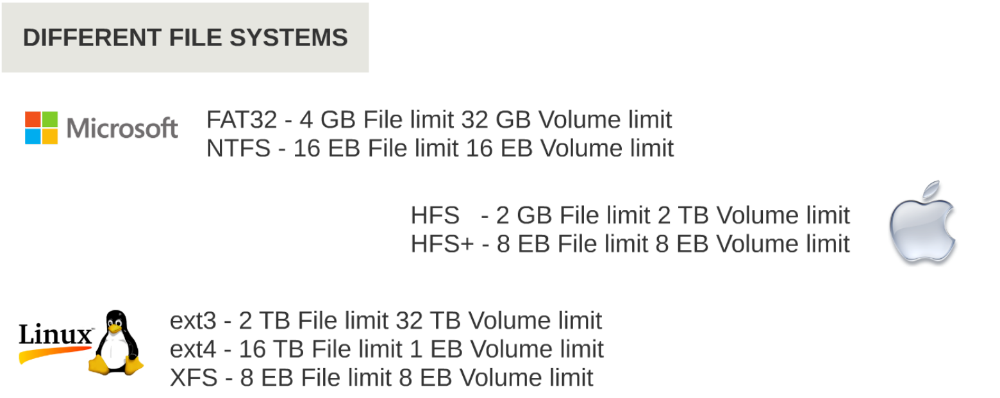 DIFFERENT FILE SYSTEMS
Microsoft
FAT32 - 4 GB File limit 32 GB Volume limit
NTFS - 16 EB File limit 16 EB Volume limit
HFS - 2 GB File limit 2 TB Volume limit
HFS+ - 8 EB File limit 8 EB Volume limit
Linux
ext3 - 2 TB File limit 32 TB Volume limit
ext4 - 16 TB File limit 1 EB Volume limit
XFS - 8 EB File limit 8 EB Volume limit